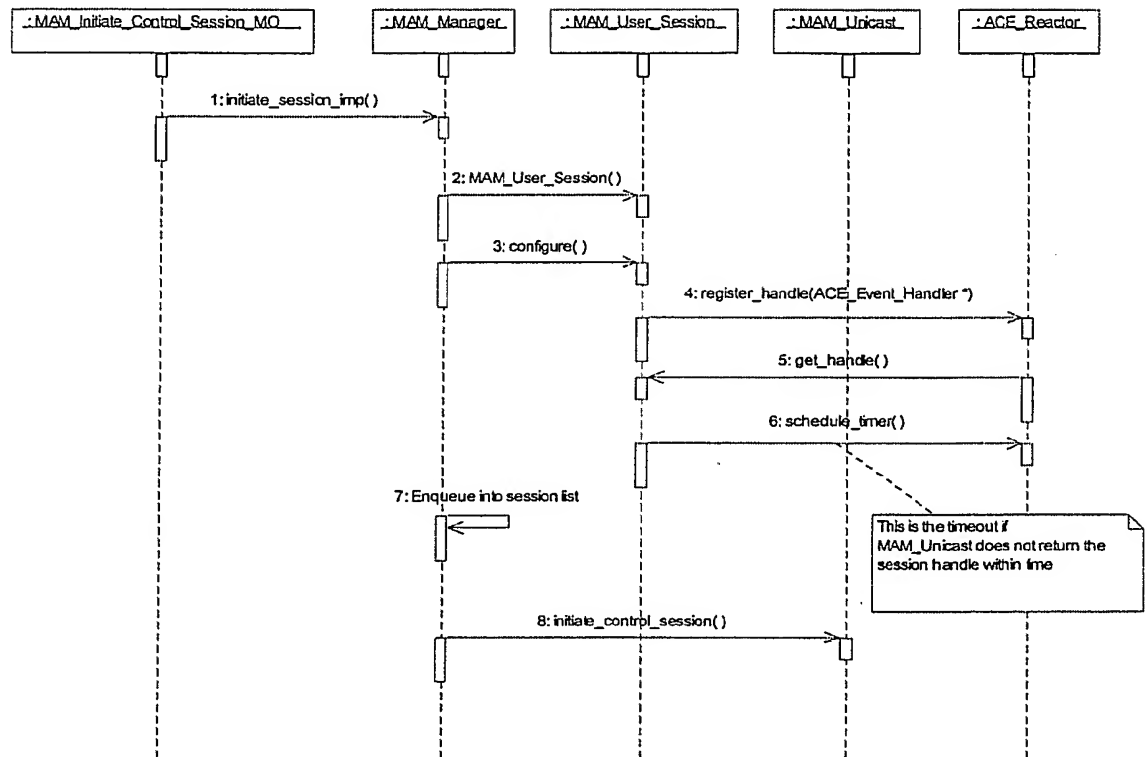 : MAM_Initiate_Control_Session_MO
: MAM_Manager
: MAM_User_Session
: MAM_Unicast
: ACE_Reactor
1: initiate_session_imp( )
2: MAM_User_Session( )
3: configure( )
4: register_handle(ACE_Event_Handler *)
5: get_handle( )
6: schedule_timer( )
7: Enqueue into session list
This is the timeout if
MAM_Unicast does not return the
session handle within time
8: initiate_control_session( )